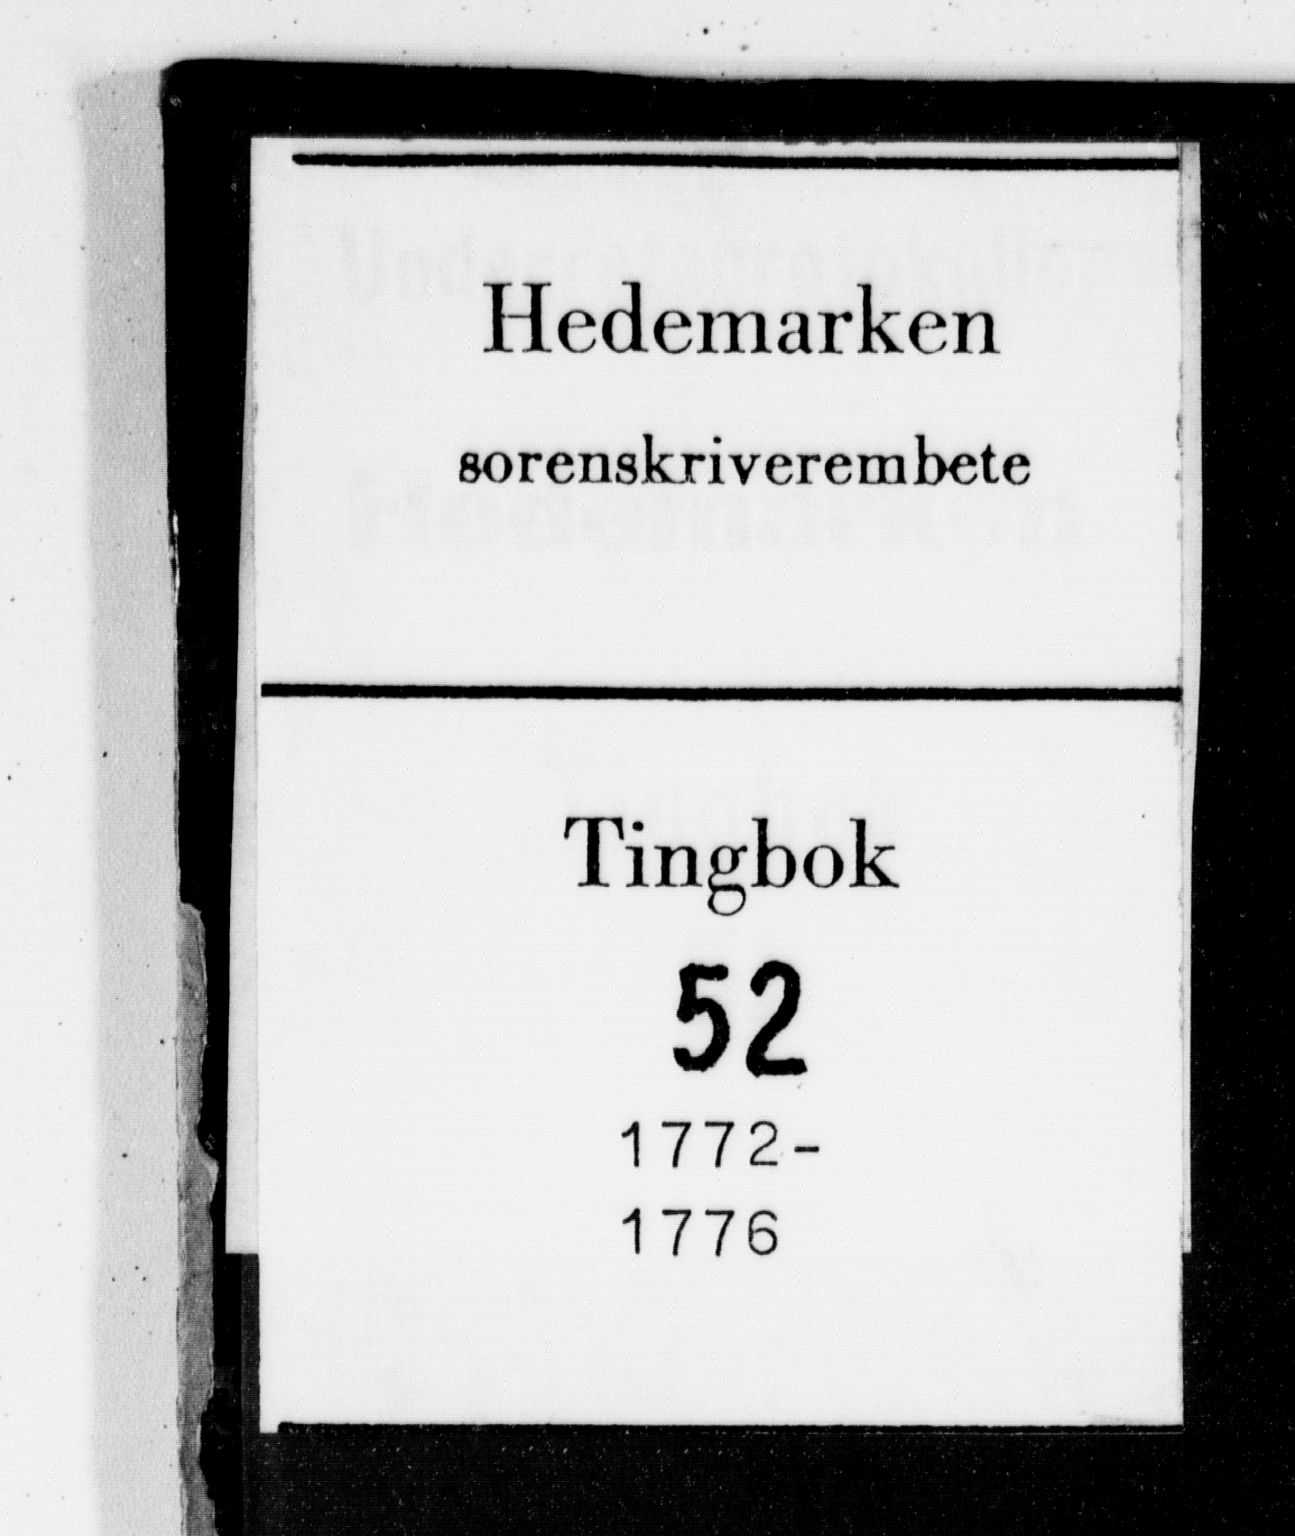 Hedemarken
sorenskriverembete
Tingbok
52
1772-
1776